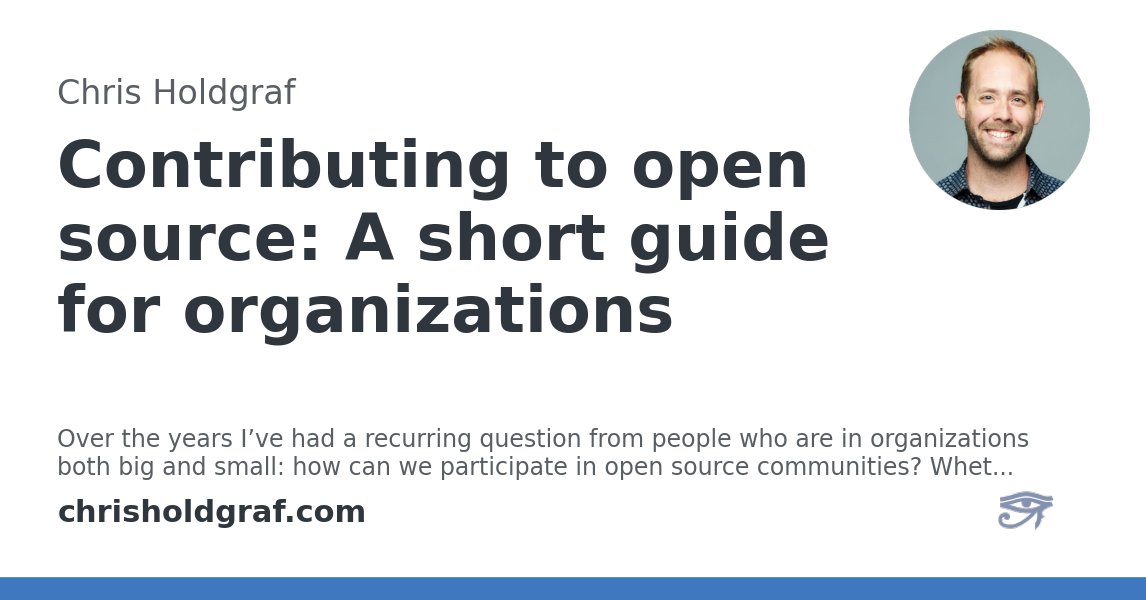 Chris Holdgraf
Contributing to open
source: A short guide
for organizations
Over the years I’ve had a recurring question from people who are in organizations
both big and small: how can we participate in open source communities? Whet...
chrisholdgraf.com